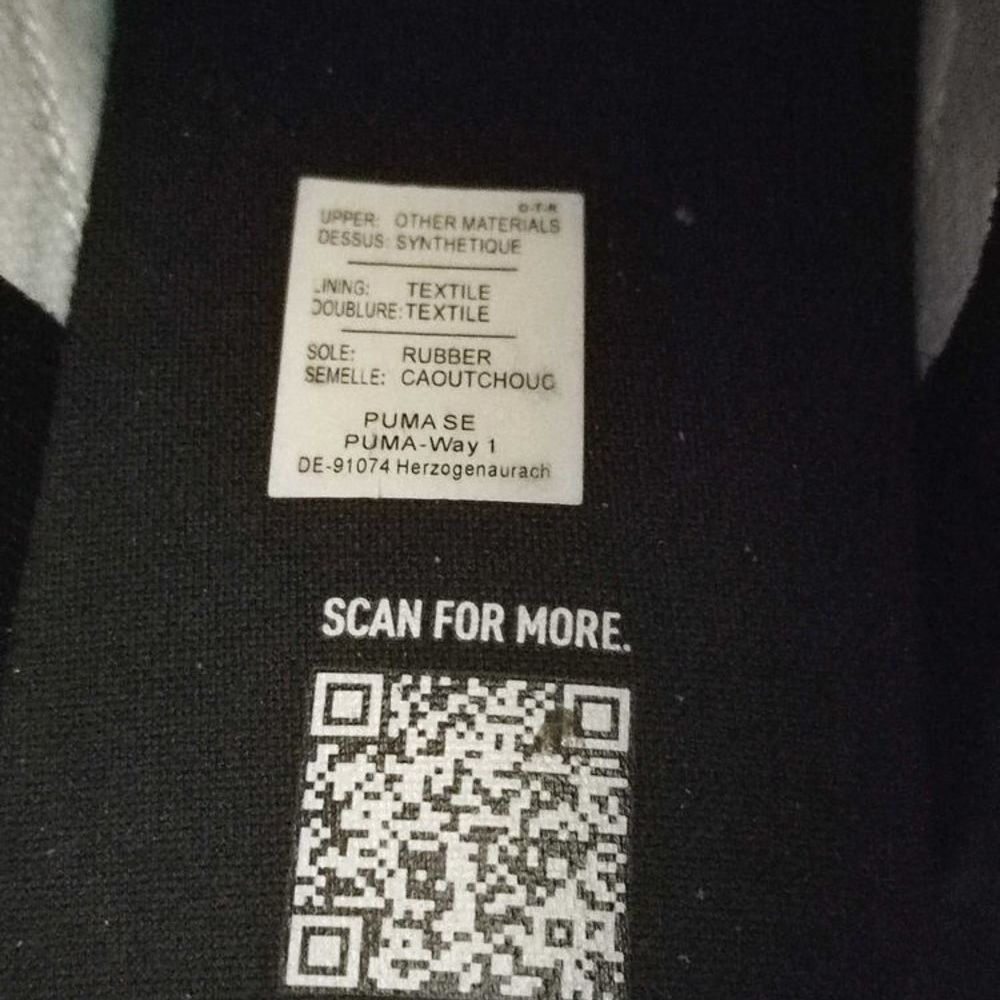 O-T-R
UPPER: OTHER MATERIALS
DESSUS: SYNTHETIQUE
LINING: TEXTILE
DOUBLURE: TEXTILE
SOLE: RUBBER
SEMELLE: CAOUTCHOUC
PUMA SE
PUMA-Way 1
DE-91074 Herzogenaurach
SCAN FOR MORE.